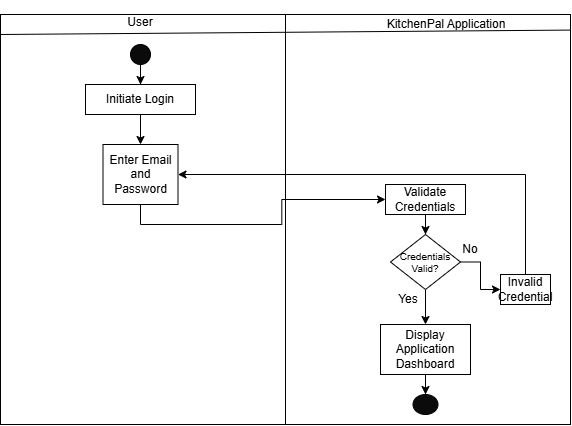 User
KitchenPal Application
Initiate Login
Enter Email
and
Password
Validate
Credentials
Credentials
Valid?
No
Invalid
Credential
Yes
Display
Application
Dashboard